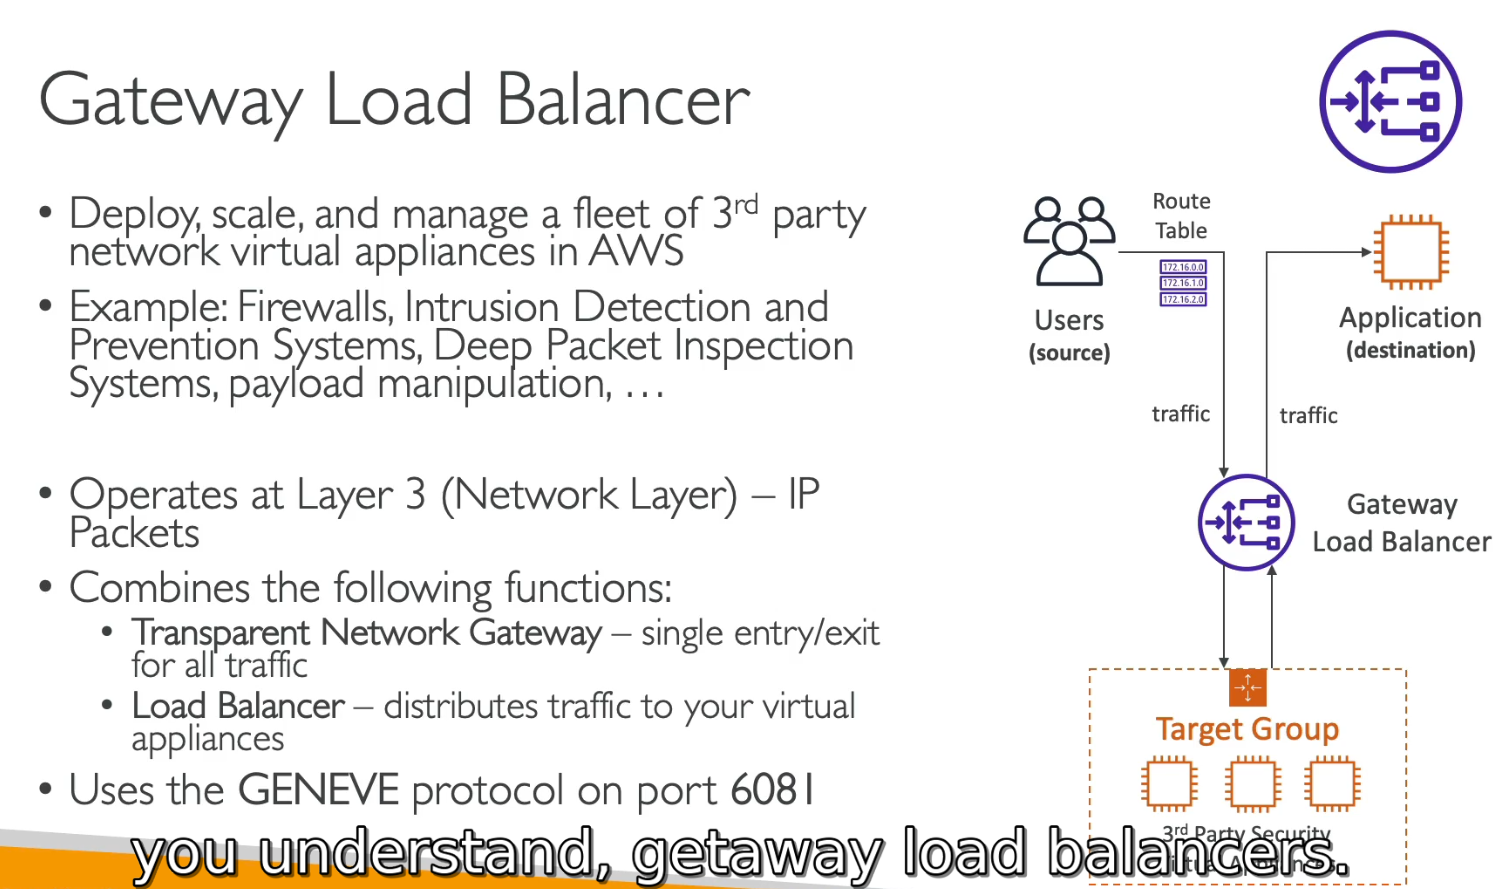 Gateway Load Balancer
• Deploy, scale, and manage a fleet of 3rd party
network virtual appliances in AWS
• Example: Firewalls, Intrusion Detection and
Prevention Systems, Deep Packet Inspection
Systems, payload manipulation, …
• Operates at Layer 3 (Network Layer) – IP
Packets
• Combines the following functions:
• Transparent Network Gateway – single entry/exit
for all traffic
• Load Balancer – distributes traffic to your virtual
appliances
• Uses the GENEVE protocol on port 6081
Route
Table
172.16.0.0
172.16.1.0
172.16.2.0
Users
(source)
Application
(destination)
traffic
traffic
Gateway
Load Balancer
Target Group
3rd Party Security
Virtual Appliances
you understand, getaway load balancers.